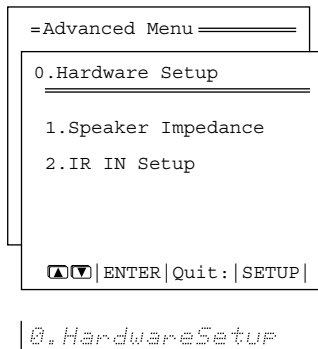 =Advanced Menu
0.Hardware Setup
1.Speaker Impedance
2.IR IN Setup
▲▼|ENTER|Quit:|SETUP|
0.HardwareSetup